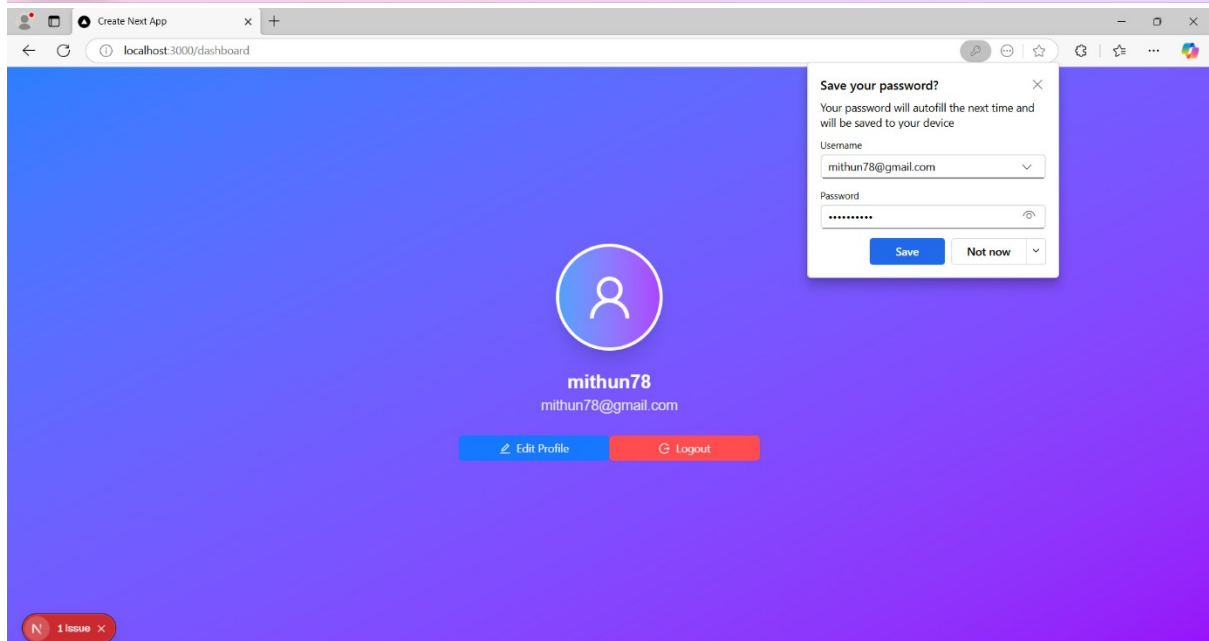 Create Next App
localhost:3000/dashboard
Save your password?
Your password will autofill the next time and
will be saved to your device
Username
mithun78@gmail.com
Password
••••••••••
Save
Not now
mithun78
mithun78@gmail.com
Edit Profile
Logout
N
1 Issue